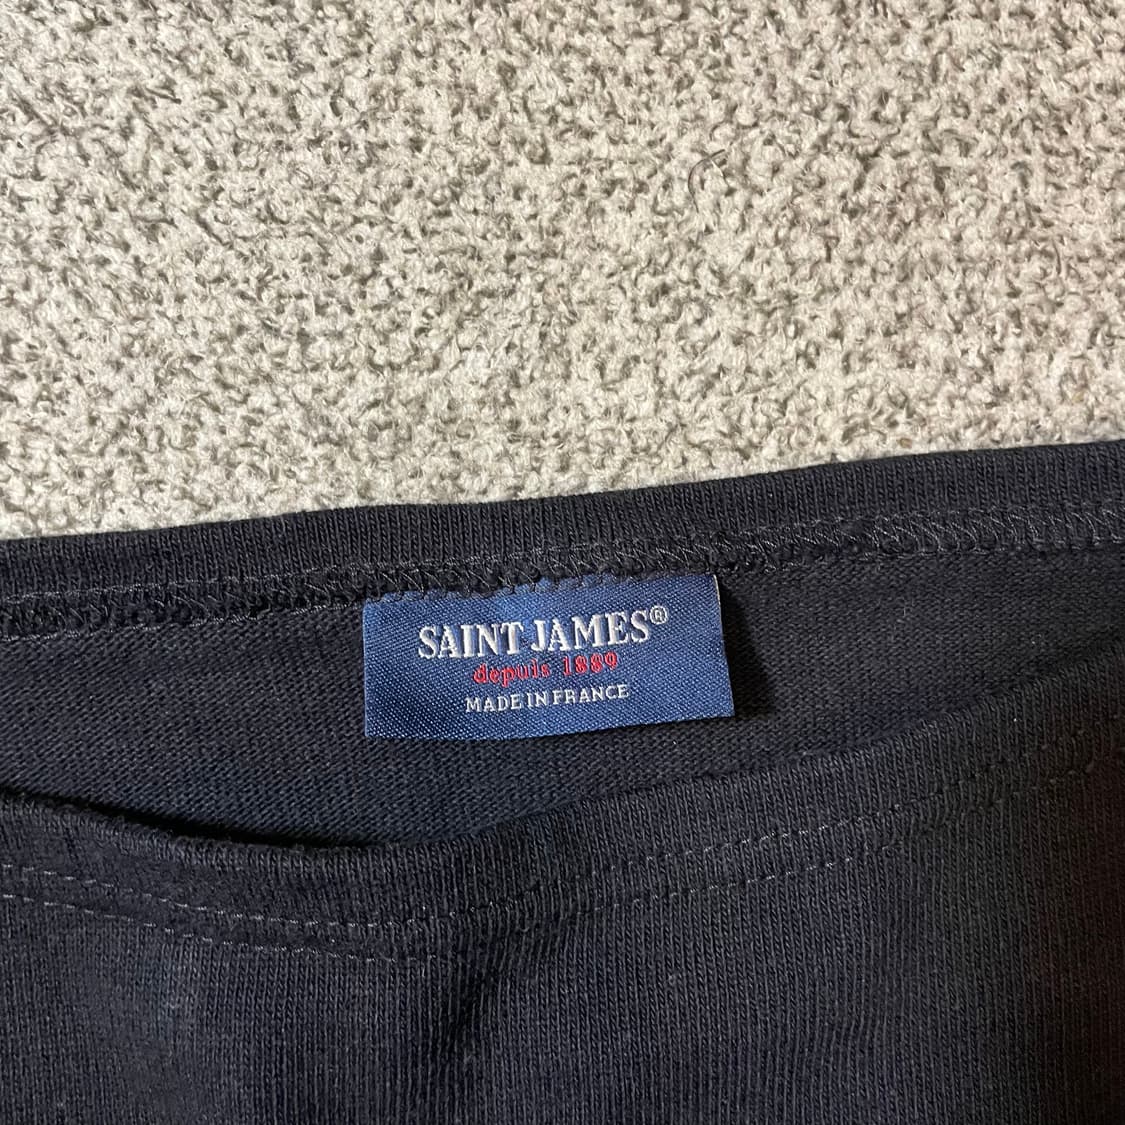 SAINT JAMES®
depuis 1889
MADE IN FRANCE